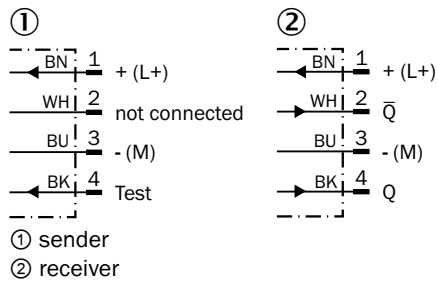 ① ②
BN 1 + (L+)
WH 2 not connected
BU 3 - (M)
BK 4 Test
BN 1 + (L+)
WH 2 Q̅
BU 3 - (M)
BK 4 Q
① sender
② receiver